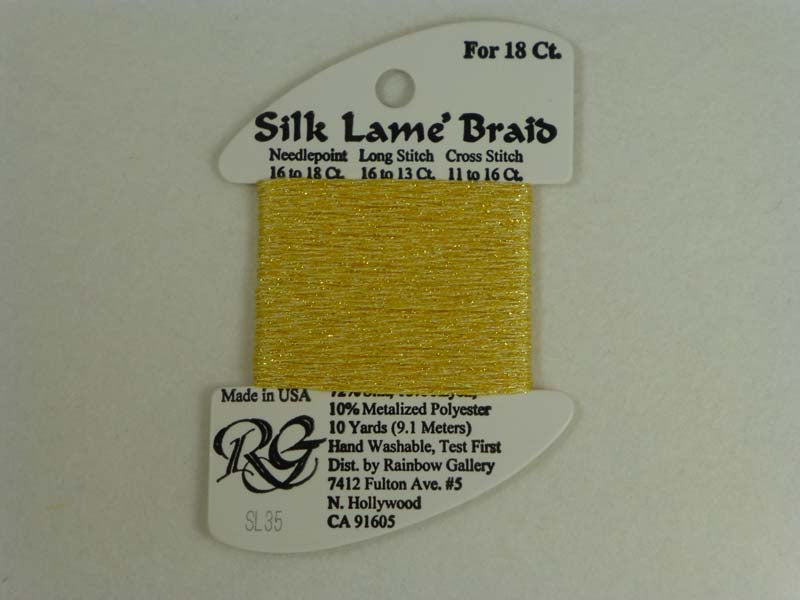 For 18 Ct.
Silk Lame' Braid
Needlepoint Long Stitch Cross Stitch
16 to 18 Ct. 16 to 13 Ct. 11 to 16 Ct.
Made in USA
10% Metalized Polyester
10 Yards (9.1 Meters)
Hand Washable, Test First
Dist. by Rainbow Gallery
7412 Fulton Ave. #5
N. Hollywood
CA 91605
RG
SL35